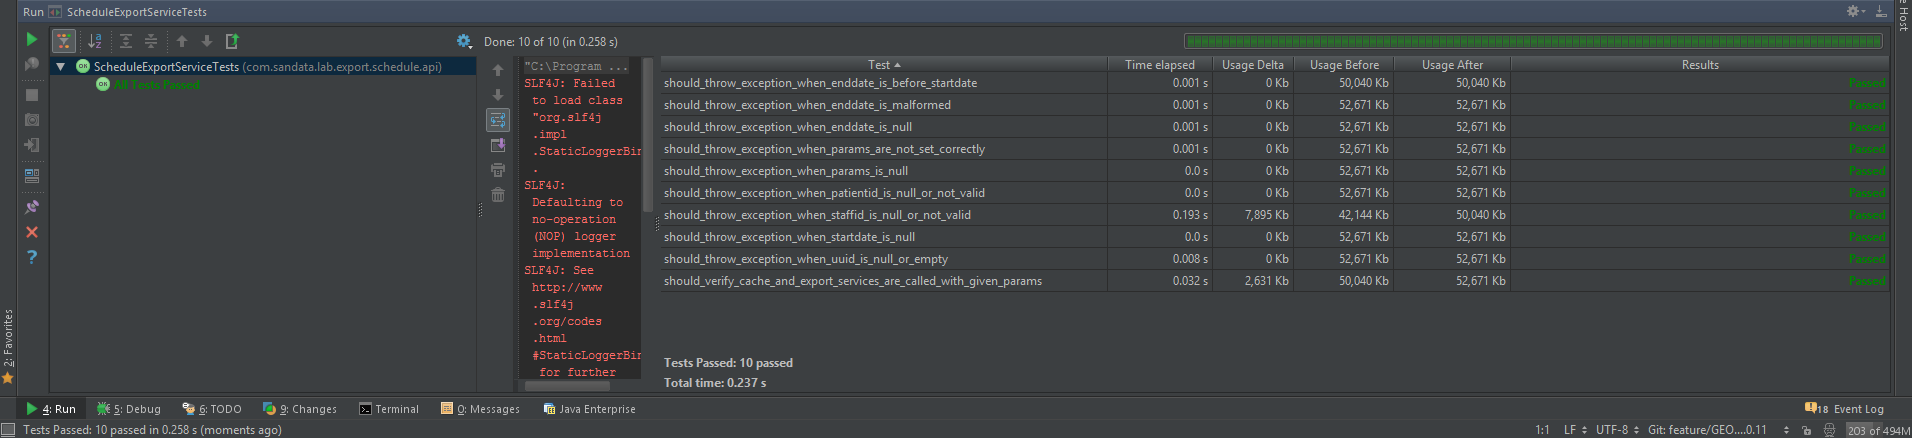 Run ScheduleExportServiceTests
Done: 10 of 10 (in 0.258 s)
ScheduleExportServiceTests (com.sandata.lab.export.schedule.api)
All Tests Passed
"C:\Program ...
SLF4J: Failed
to load class
"org.slf4j
.impl
.StaticLoggerBin
.
SLF4J:
Defaulting to
no-operation
(NOP) logger
implementation
SLF4J: See
http://www
.slf4j
.org/codes
.html
#StaticLoggerBin
for further
Test Time elapsed Usage Delta Usage Before Usage After Results
should_throw_exception_when_enddate_is_before_startdate 0.001 s 0 Kb 50,040 Kb 50,040 Kb Passed
should_throw_exception_when_enddate_is_malformed 0.001 s 0 Kb 52,671 Kb 52,671 Kb Passed
should_throw_exception_when_enddate_is_null 0.001 s 0 Kb 52,671 Kb 52,671 Kb Passed
should_throw_exception_when_params_are_not_set_correctly 0.001 s 0 Kb 52,671 Kb 52,671 Kb Passed
should_throw_exception_when_params_is_null 0.0 s 0 Kb 52,671 Kb 52,671 Kb Passed
should_throw_exception_when_patientid_is_null_or_not_valid 0.0 s 0 Kb 52,671 Kb 52,671 Kb Passed
should_throw_exception_when_staffid_is_null_or_not_valid 0.193 s 7,895 Kb 42,144 Kb 50,040 Kb Passed
should_throw_exception_when_startdate_is_null 0.0 s 0 Kb 52,671 Kb 52,671 Kb Passed
should_throw_exception_when_uuid_is_null_or_empty 0.008 s 0 Kb 52,671 Kb 52,671 Kb Passed
should_verify_cache_and_export_services_are_called_with_given_params 0.032 s 2,631 Kb 50,040 Kb 52,671 Kb Passed
Tests Passed: 10 passed
Total time: 0.237 s
2: Favorites
e Host
4: Run 5: Debug 6: TODO 9: Changes Terminal 0: Messages Java Enterprise 18 Event Log
Tests Passed: 10 passed in 0.258 s (moments ago) 1:1 LF UTF-8 Git: feature/GEO....0.11 203 of 494M